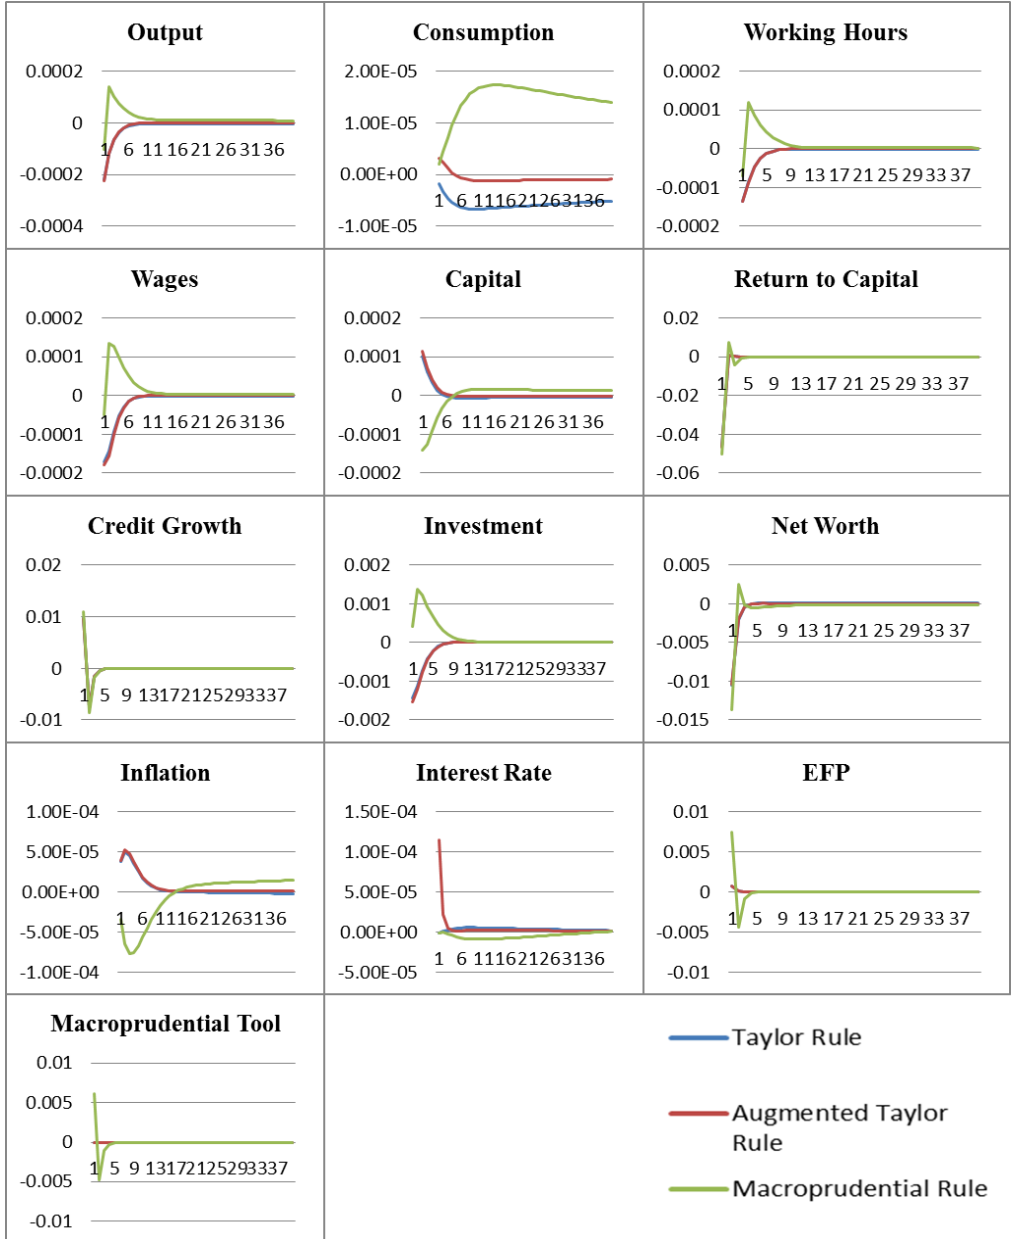 Output
0.0002
0
-0.0002
-0.0004
1 6 11 16 21 26 31 36
Consumption
2.00E-05
1.00E-05
0.00E+00
-1.00E-05
1 6 11 16 21 26 31 36
Working Hours
0.0002
0.0001
0
-0.0001
-0.0002
1 5 9 13 17 21 25 29 33 37
Wages
0.0002
0.0001
0
-0.0001
-0.0002
1 6 11 16 21 26 31 36
Capital
0.0002
0.0001
0
-0.0001
-0.0002
1 6 11 16 21 26 31 36
Return to Capital
0.02
0
-0.02
-0.04
-0.06
1 5 9 13 17 21 25 29 33 37
Credit Growth
0.02
0.01
0
-0.01
1 5 9 13 17 21 25 29 33 37
Investment
0.002
0.001
0
-0.001
-0.002
1 5 9 13 17 21 25 29 33 37
Net Worth
0.005
0
-0.005
-0.01
-0.015
1 5 9 13 17 21 25 29 33 37
Inflation
1.00E-04
5.00E-05
0.00E+00
-5.00E-05
-1.00E-04
1 6 11 16 21 26 31 36
Interest Rate
1.50E-04
1.00E-04
5.00E-05
0.00E+00
-5.00E-05
1 6 11 16 21 26 31 36
EFP
0.01
0.005
0
-0.005
-0.01
1 5 9 13 17 21 25 29 33 37
Macroprudential Tool
0.01
0.005
0
-0.005
-0.01
1 5 9 13 17 21 25 29 33 37
Taylor Rule
Augmented Taylor
Rule
Macroprudential Rule